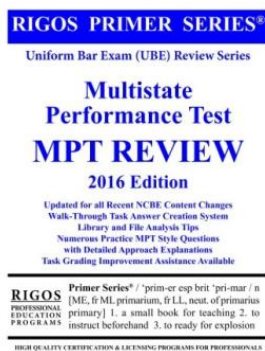 RIGOS PRIMER SERIES®
Uniform Bar Exam (UBE) Review Series
Multistate
Performance Test
MPT REVIEW
2016 Edition
Updated for all Recent NCBE Content Changes
Walk-Through Task Answer Creation System
Library and File Analysis Tips
Numerous Practice MPT Style Questions
with Detailed Approach Explanations
Task Grading Improvement Assistance Available
RIGOS
PROFESSIONAL
EDUCATION
PROGRAMS
Primer Series® / 'prim-er esp brit 'pri-mar / n
[ME, fr ML primarium, fr LL, neut. of primarius
primary] 1. a small book for teaching 2. to
instruct beforehand 3. to ready for explosion
HIGH QUALITY CERTIFICATION & LICENSING PROGRAMS FOR PROFESSIONALS